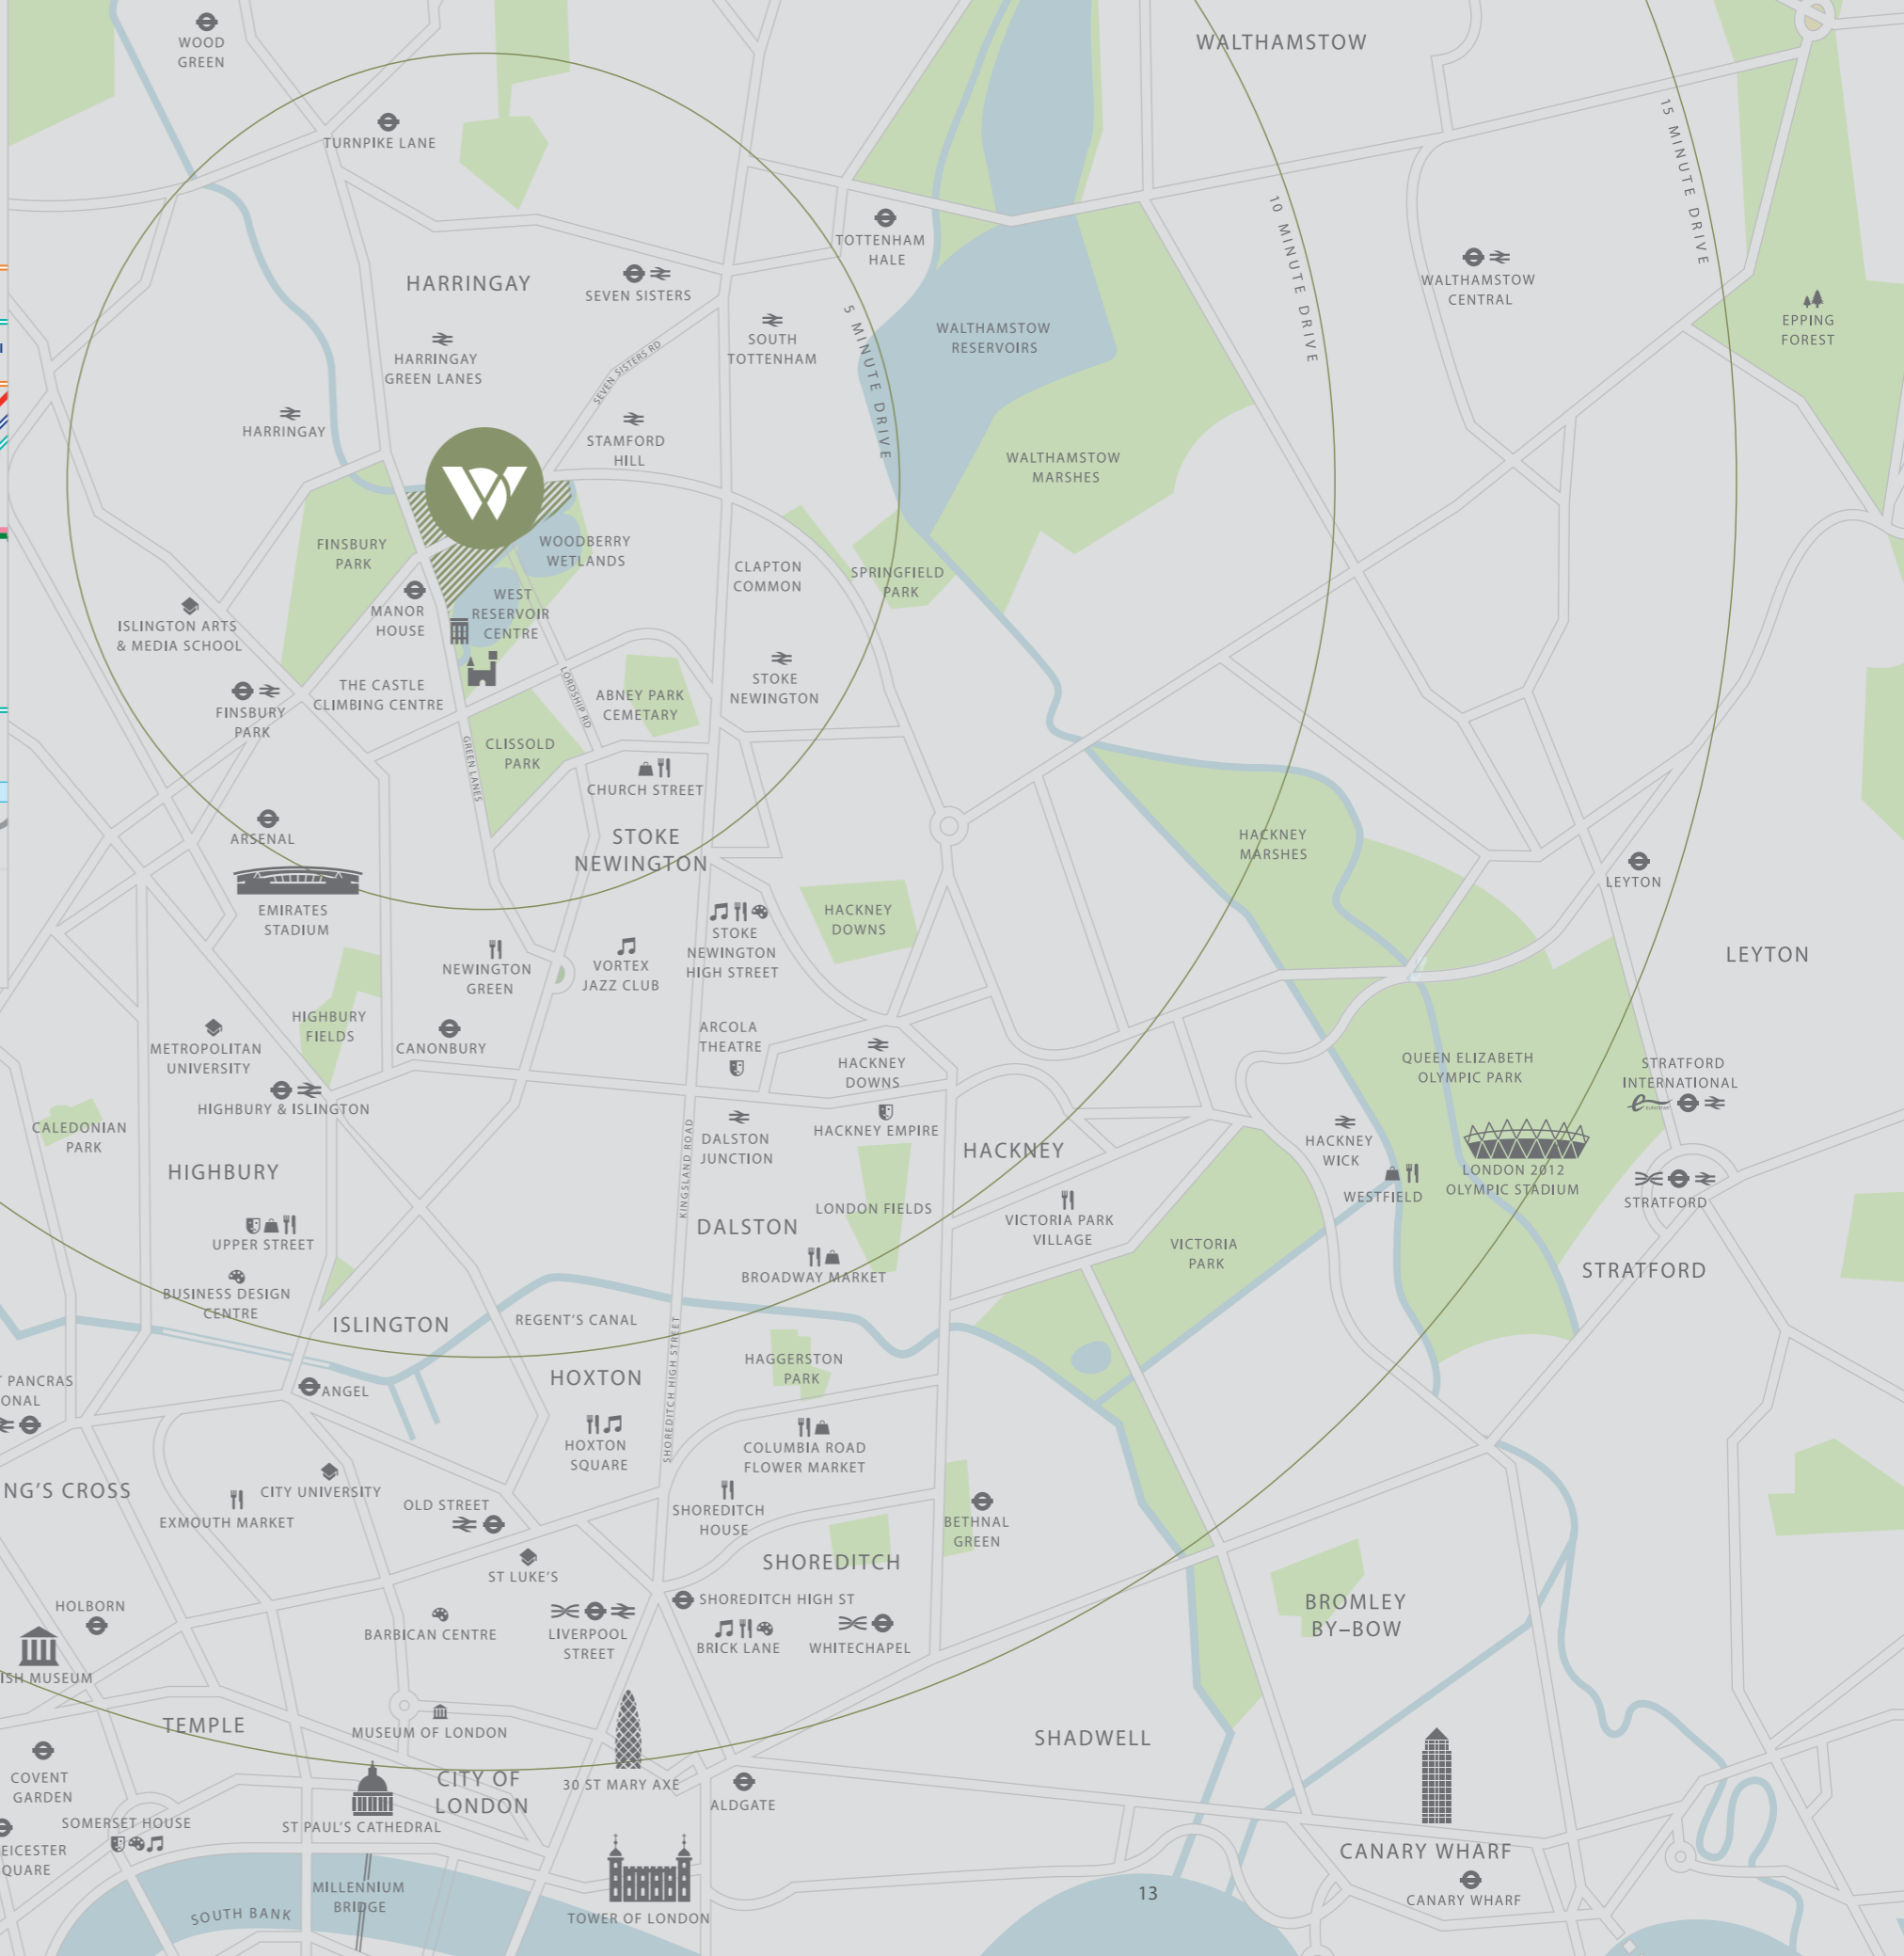 WOOD
GREEN
WALTHAMSTOW
TURNPIKE LANE
15 MINUTE DRIVE
10 MINUTE DRIVE
TOTTENHAM
HALE
HARRINGAY
SEVEN SISTERS
WALTHAMSTOW
CENTRAL
5 MINUTE DRIVE
WALTHAMSTOW
RESERVOIRS
EPPING
FOREST
SOUTH
TOTTENHAM
HARRINGAY
GREEN LANES
SEVEN SISTERS RD
HARRINGAY
STAMFORD
HILL
WALTHAMSTOW
MARSHES
W
FINSBURY
PARK
WOODBERRY
WETLANDS
CLAPTON
COMMON
SPRINGFIELD
PARK
MANOR
HOUSE
WEST
RESERVOIR
CENTRE
ISLINGTON ARTS
& MEDIA SCHOOL
THE CASTLE
CLIMBING CENTRE
LORDSHIP RD
ABNEY PARK
CEMETARY
STOKE
NEWINGTON
FINSBURY
PARK
GREEN LANES
CLISSOLD
PARK
CHURCH STREET
ARSENAL
STOKE
NEWINGTON
HACKNEY
MARSHES
LEYTON
EMIRATES
STADIUM
HACKNEY
DOWNS
STOKE
NEWINGTON
HIGH STREET
LEYTON
NEWINGTON
GREEN
VORTEX
JAZZ CLUB
HIGHBURY
FIELDS
METROPOLITAN
UNIVERSITY
CANONBURY
ARCOLA
THEATRE
HACKNEY
DOWNS
QUEEN ELIZABETH
OLYMPIC PARK
STRATFORD
INTERNATIONAL
HIGHBURY & ISLINGTON
CALEDONIAN
PARK
KINGSLAND ROAD
DALSTON
JUNCTION
HACKNEY EMPIRE
HACKNEY
HACKNEY
WICK
HIGHBURY
LONDON 2012
OLYMPIC STADIUM
WESTFIELD
STRATFORD
LONDON FIELDS
DALSTON
VICTORIA PARK
VILLAGE
VICTORIA
PARK
UPPER STREET
BROADWAY MARKET
STRATFORD
BUSINESS DESIGN
CENTRE
ISLINGTON
REGENT'S CANAL
SHOREDITCH HIGH STREET
HAGGERSTON
PARK
T PANCRAS
ONAL
ANGEL
HOXTON
HOXTON
SQUARE
COLUMBIA ROAD
FLOWER MARKET
NG'S CROSS
CITY UNIVERSITY
EXMOUTH MARKET
OLD STREET
SHOREDITCH
HOUSE
BETHNAL
GREEN
ST LUKE'S
SHOREDITCH
HOLBORN
SHOREDITCH HIGH ST
BROMLEY
BY–BOW
BARBICAN CENTRE
LIVERPOOL
STREET
BRICK LANE
WHITECHAPEL
ISH MUSEUM
TEMPLE
MUSEUM OF LONDON
SHADWELL
COVENT
GARDEN
CITY OF
LONDON
30 ST MARY AXE
ALDGATE
SOMERSET HOUSE
ST PAUL'S CATHEDRAL
EICESTER
QUARE
CANARY WHARF
MILLENNIUM
BRIDGE
13
CANARY WHARF
SOUTH BANK
TOWER OF LONDON